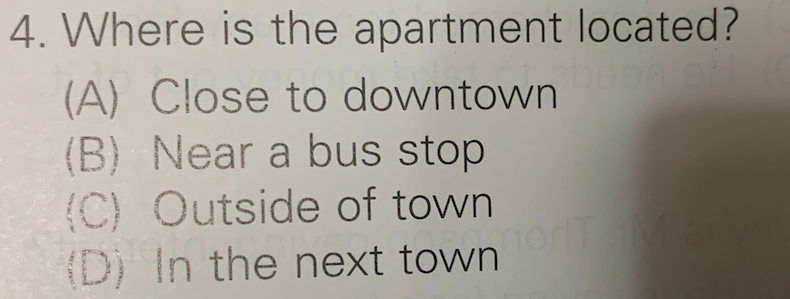 4. Where is the apartment located?
(A) Close to downtown
(B) Near a bus stop
(C) Outside of town
(D) In the next town